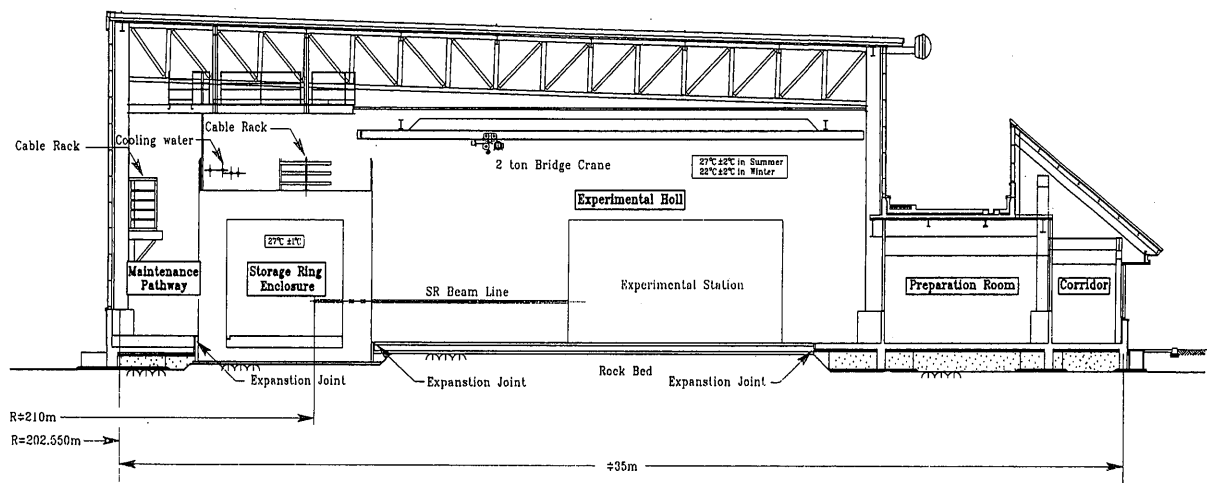 Cable Rack
Cooling water
Cable Rack
2 ton Bridge Crane
27℃±2℃ in Summer
22℃±2℃ in Winter
Experimental Holl
27℃ ±1℃
Maintenance
Pathway
Storage Ring
Enclosure
SR Beam Line
Experimental Station
Preparation Room
Corridor
Expanstion Joint
Expanstion Joint
Rock Bed
Expanstion Joint
R≑210m
R=202.550m
≑35m